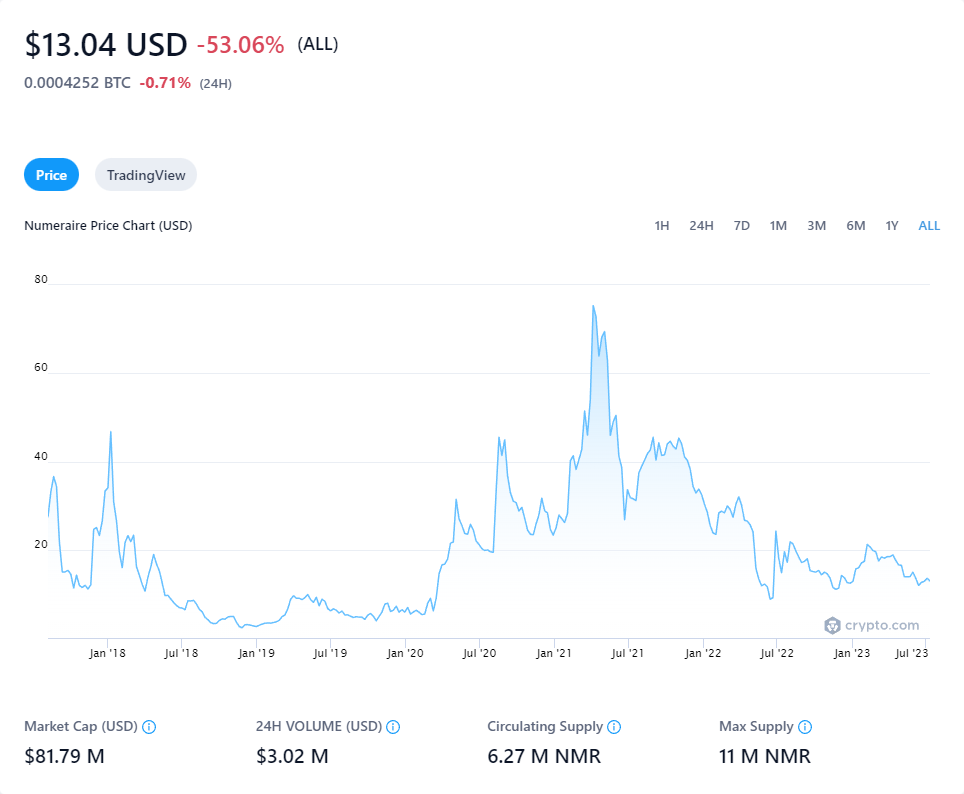 $13.04 USD -53.06% (ALL)
0.0004252 BTC -0.71% (24H)
Price TradingView
Numeraire Price Chart (USD) 1H 24H 7D 1M 3M 6M 1Y ALL
80
60
40
20
crypto.com
Jan '18 Jul '18 Jan '19 Jul '19 Jan '20 Jul '20 Jan '21 Jul '21 Jan '22 Jul '22 Jan '23 Jul '23
Market Cap (USD) 24H VOLUME (USD) Circulating Supply Max Supply
$81.79 M $3.02 M 6.27 M NMR 11 M NMR